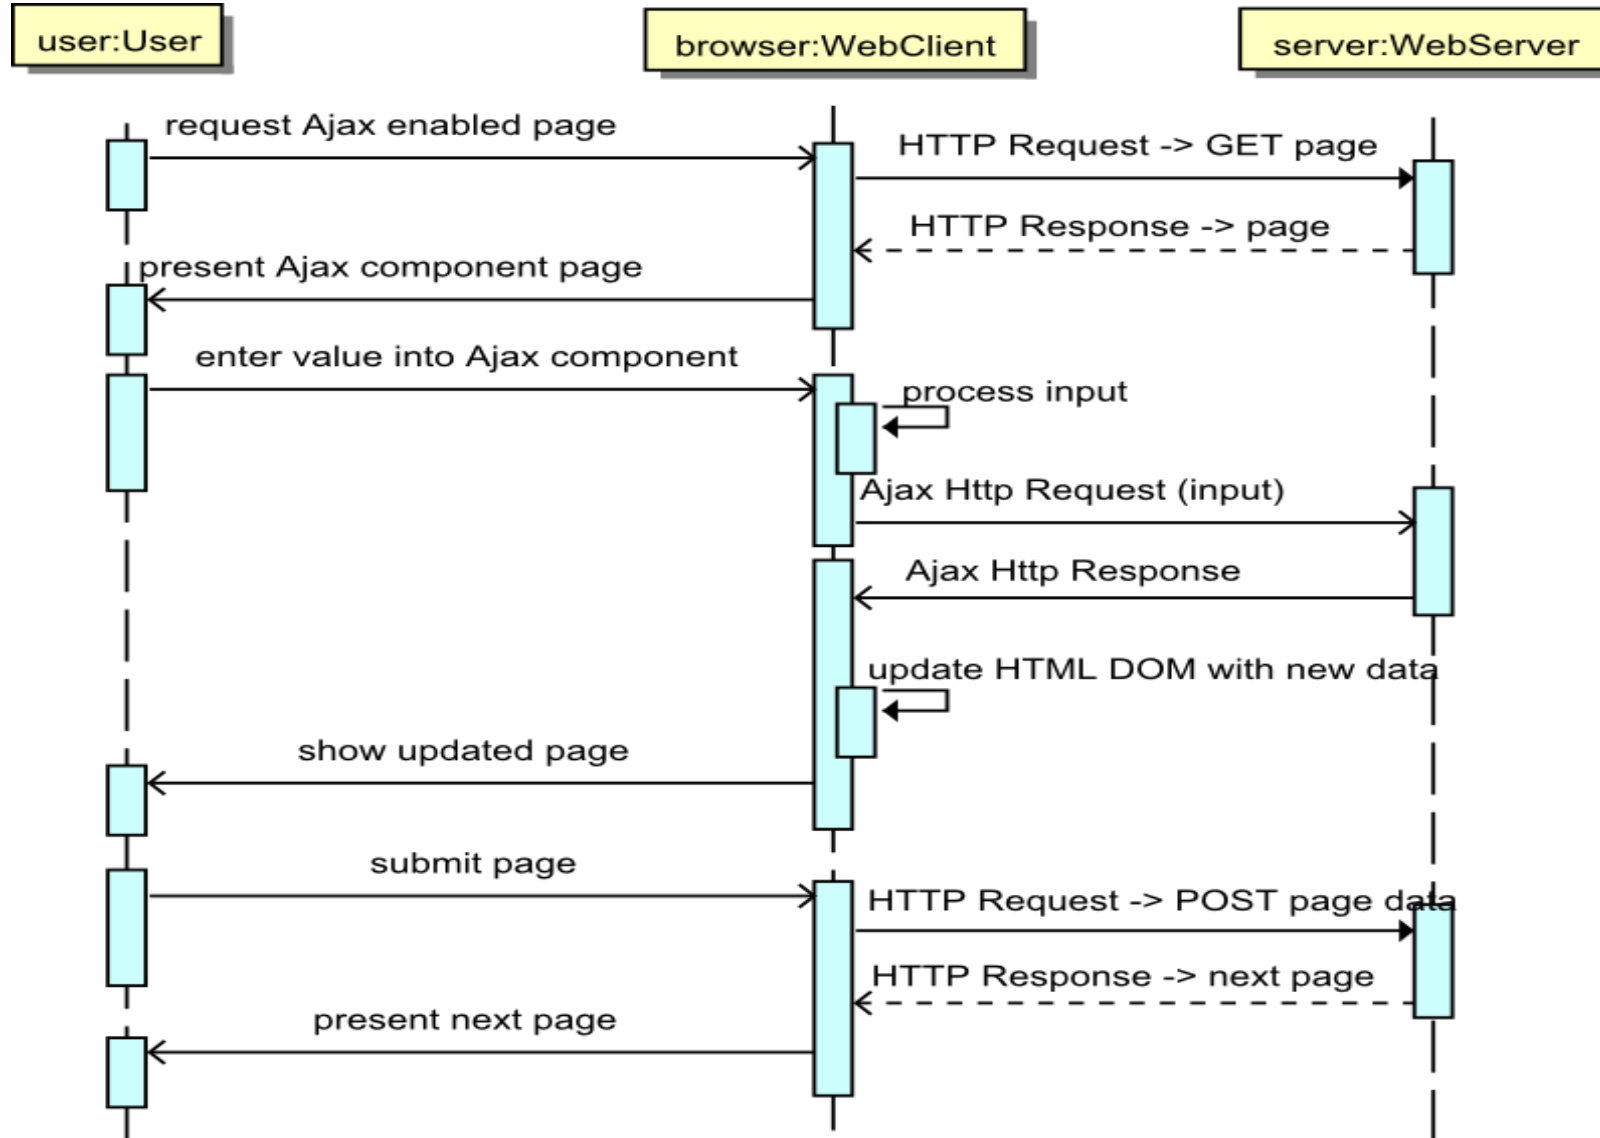 user:User
browser:WebClient
server:WebServer
request Ajax enabled page
HTTP Request -> GET page
HTTP Response -> page
present Ajax component page
enter value into Ajax component
process input
Ajax Http Request (input)
Ajax Http Response
update HTML DOM with new data
show updated page
submit page
HTTP Request -> POST page data
HTTP Response -> next page
present next page